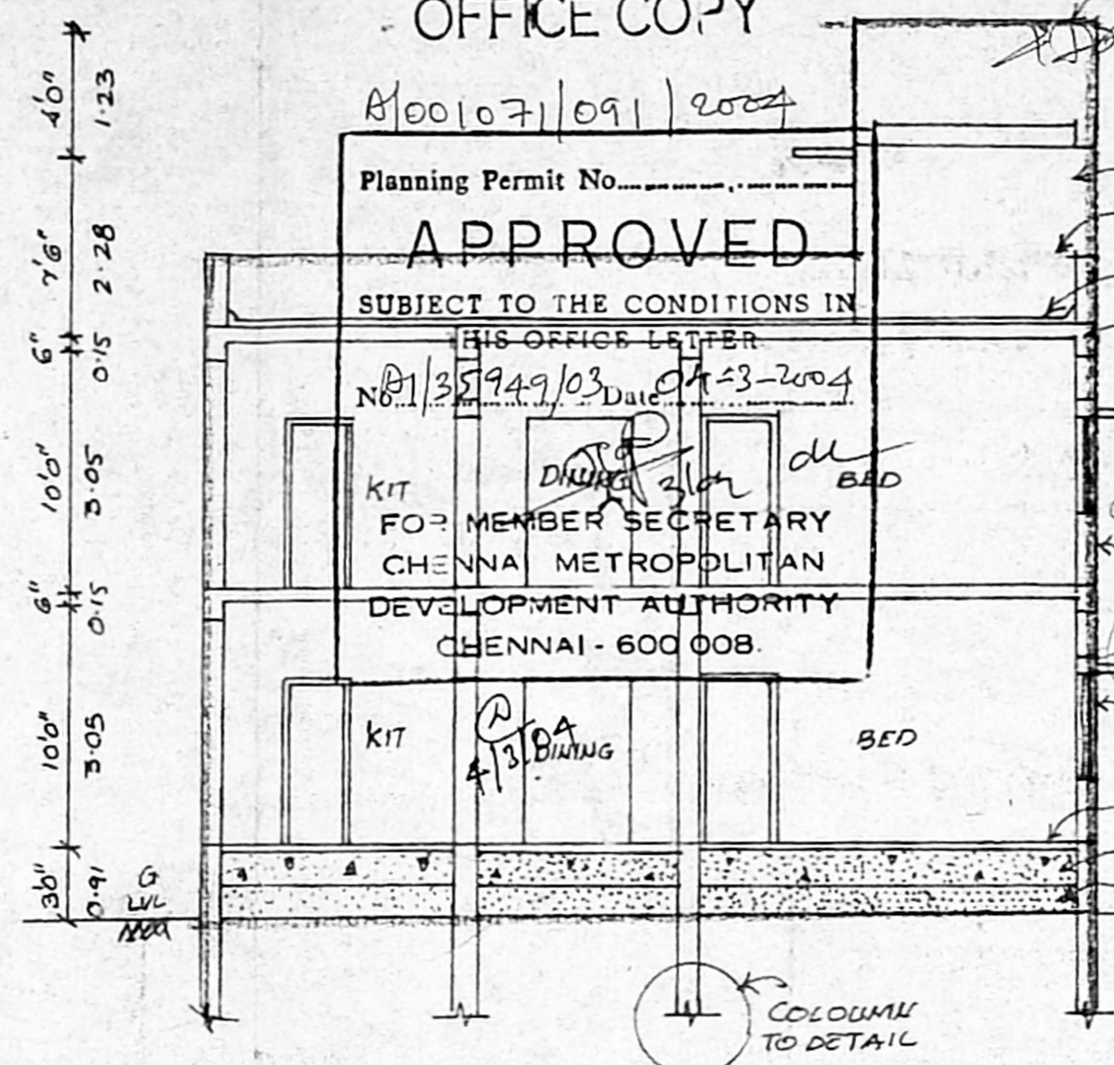 OFFICE COPY
A/001071/091/2004
Planning Permit No
APPROVED
SUBJECT TO THE CONDITIONS IN
THIS OFFICE LETTER
No A1/35949/03 Date 04-3-2004
FOR MEMBER SECRETARY
CHENNAI METROPOLITAN
DEVELOPMENT AUTHORITY
CHENNAI - 600 008.
4'0"
1.23
7'6"
2.28
6"
0.15
10'0"
3.05
6"
0.15
10'0"
3.05
3'0"
0.91
G
LVL
KIT
DINING
BED
KIT
DINING
BED
4/3/04
COLOUMN
TO DETAIL